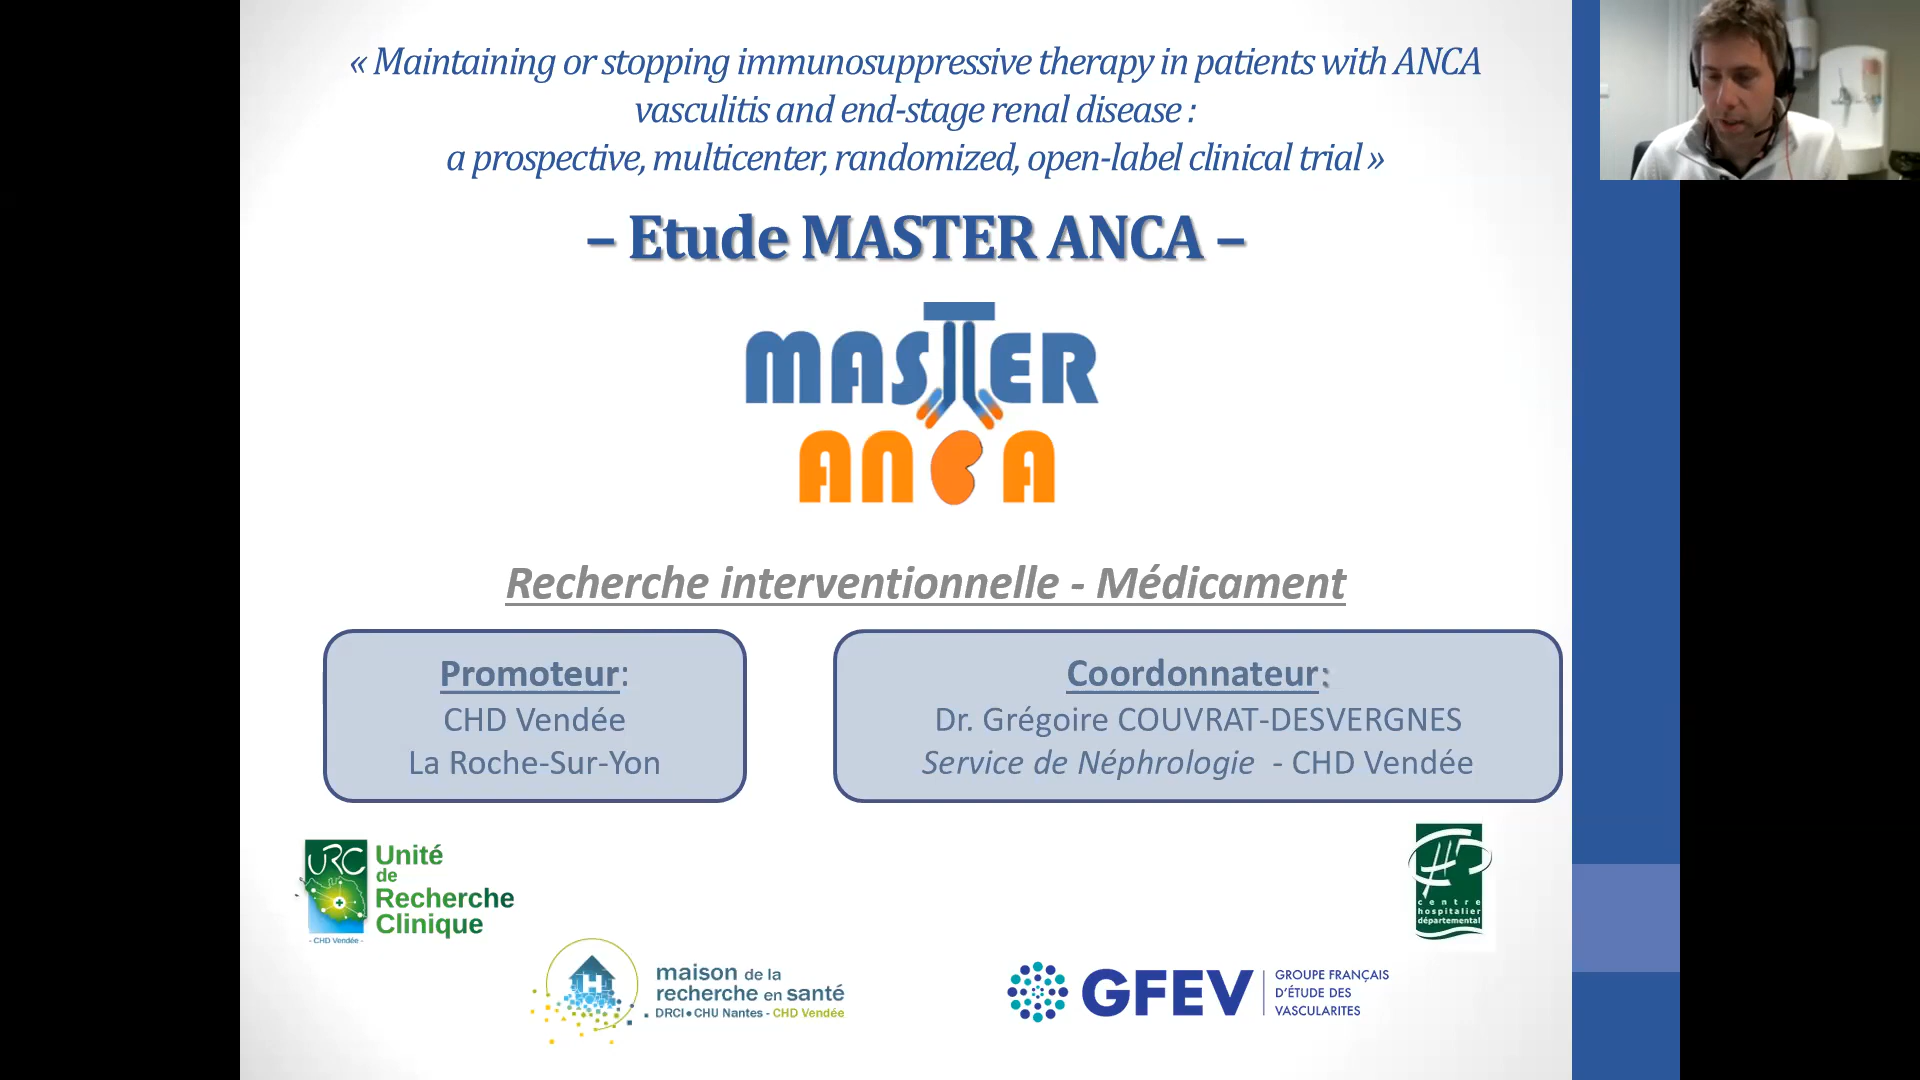 « Maintaining or stopping immunosuppressive therapy in patients with ANCA
vasculitis and end-stage renal disease :
a prospective, multicenter, randomized, open-label clinical trial »
– Etude MASTER ANCA –
MASTER
ANCA
Recherche interventionnelle - Médicament
Promoteur:
CHD Vendée
La Roche-Sur-Yon
Coordonnateur:
Dr. Grégoire COUVRAT-DESVERGNES
Service de Néphrologie - CHD Vendée
URC
Unité
de
Recherche
Clinique
- CHD Vendée -
centre
hospitalier
départemental
H
maison de la
recherche en santé
DRCI • CHU Nantes - CHD Vendée
GFEV
GROUPE FRANÇAIS
D'ÉTUDE DES
VASCULARITES